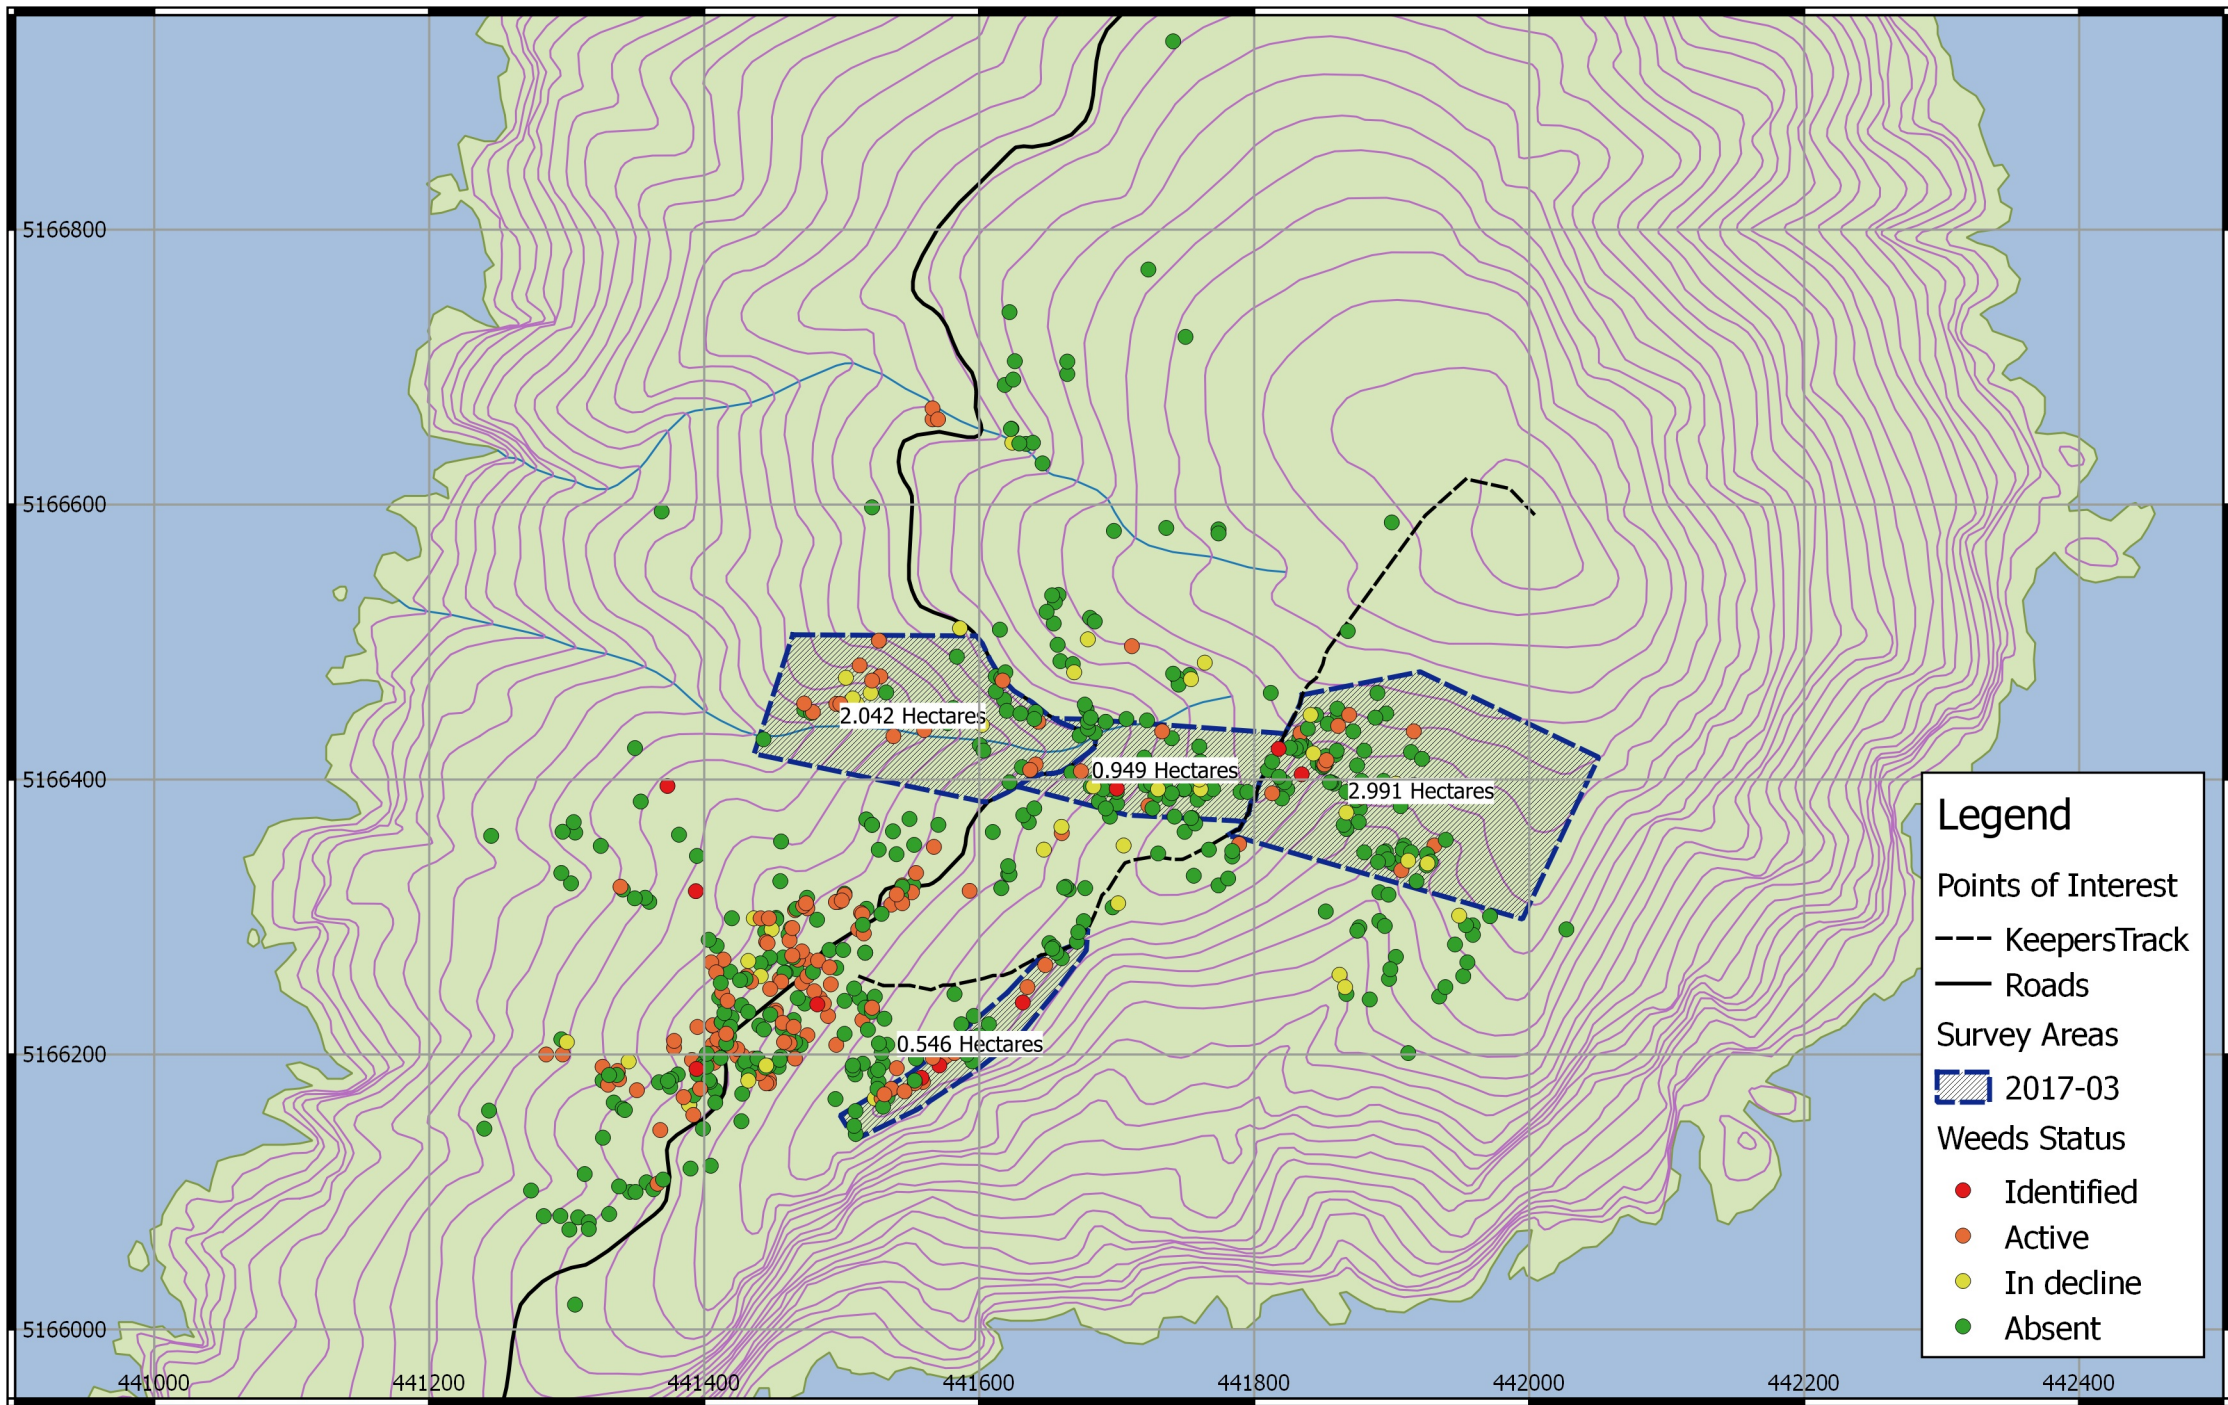 5166800
5166600
2.042 Hectares
0.949 Hectares
5166400
2.991 Hectares
0.546 Hectares
5166200
5166000
441000
441200
441400
441600
441800
442000
442200
442400
Legend
Points of Interest
KeepersTrack
Roads
Survey Areas
2017-03
Weeds Status
Identified
Active
In decline
Absent